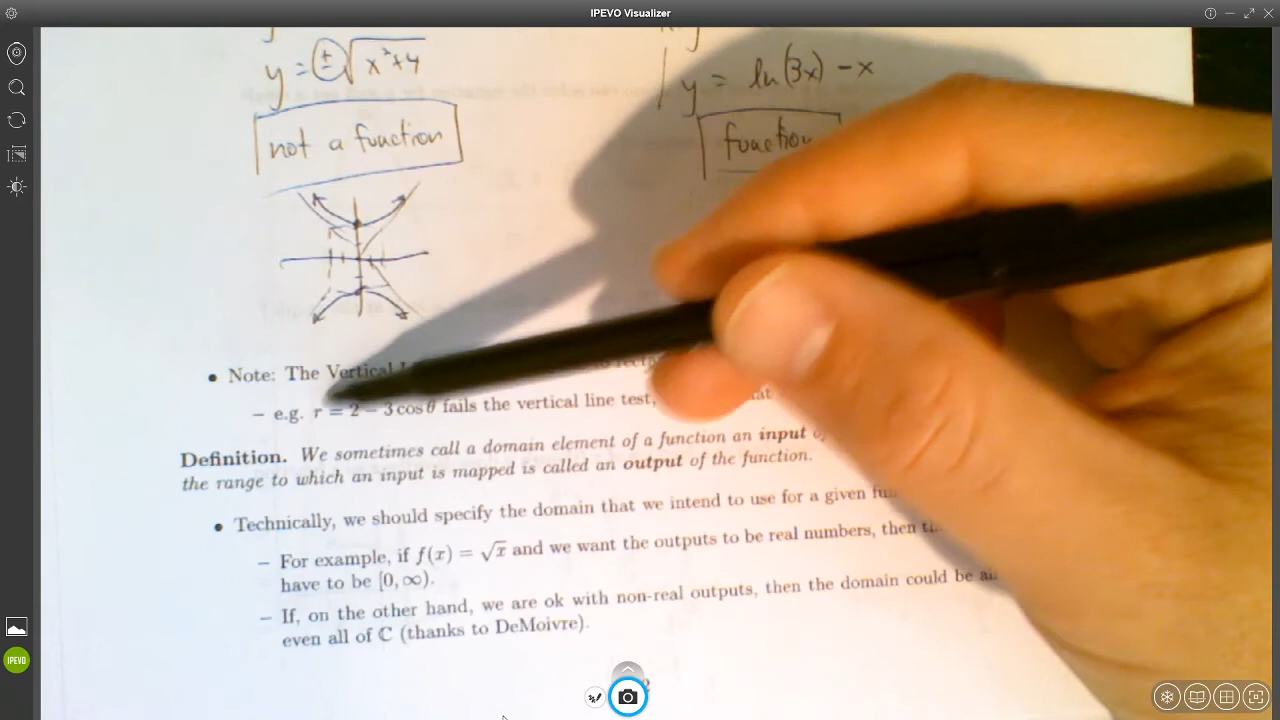 IPEVO Visualizer
y = ± √x²+4
y = ln(3x) - x
not a function
function
• Note: The Vertical
– e.g. r = 2 − 3 cos θ fails the vertical line test,
Definition. We sometimes call a domain element of a function an input
the range to which an input is mapped is called an output of the function.
• Technically, we should specify the domain that we intend to use for a given
– For example, if f(x) = √x and we want the outputs to be real numbers, then
have to be [0, ∞).
– If, on the other hand, we are ok with non-real outputs, then the domain could be
even all of ℂ (thanks to DeMoivre).
IPEVO